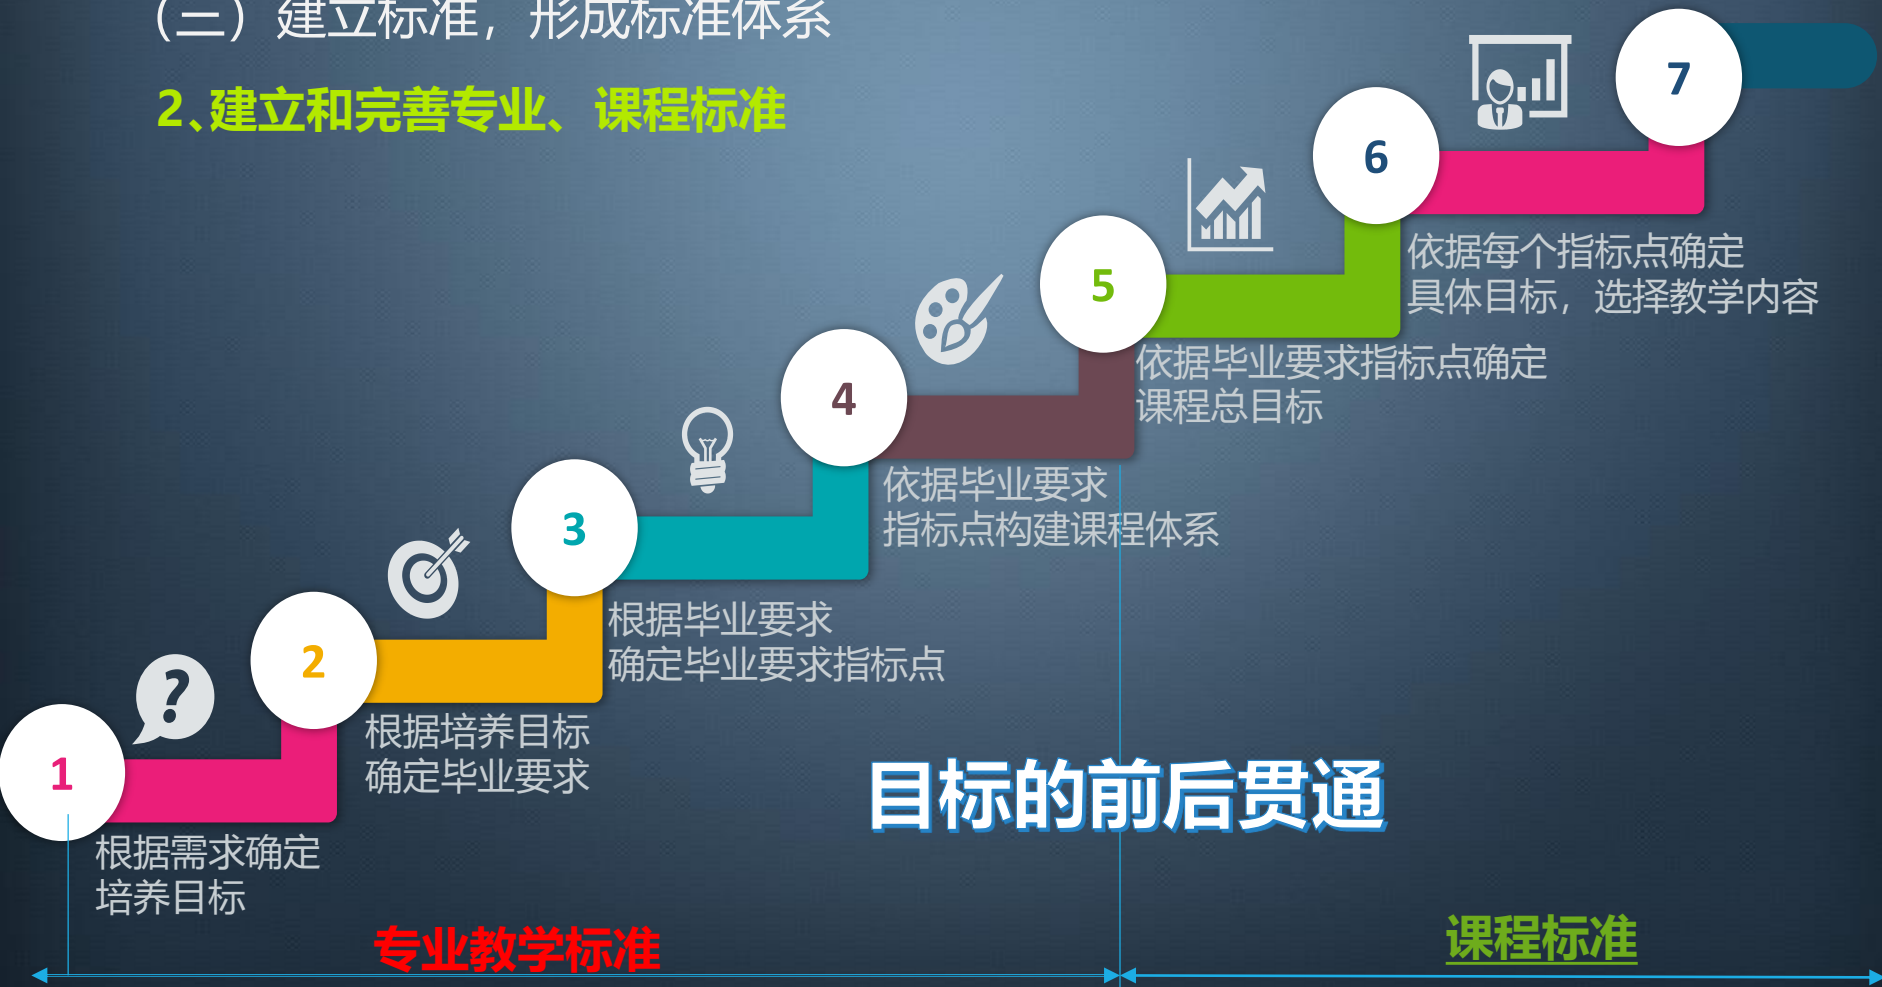 （三）建立标准，形成标准体系
2、建立和完善专业、课程标准
7
6
依据每个指标点确定
具体目标，选择教学内容
5
依据毕业要求指标点确定
课程总目标
4
依据毕业要求
指标点构建课程体系
3
根据毕业要求
确定毕业要求指标点
2
根据培养目标
确定毕业要求
?
1
根据需求确定
培养目标
目标的前后贯通
专业教学标准
课程标准